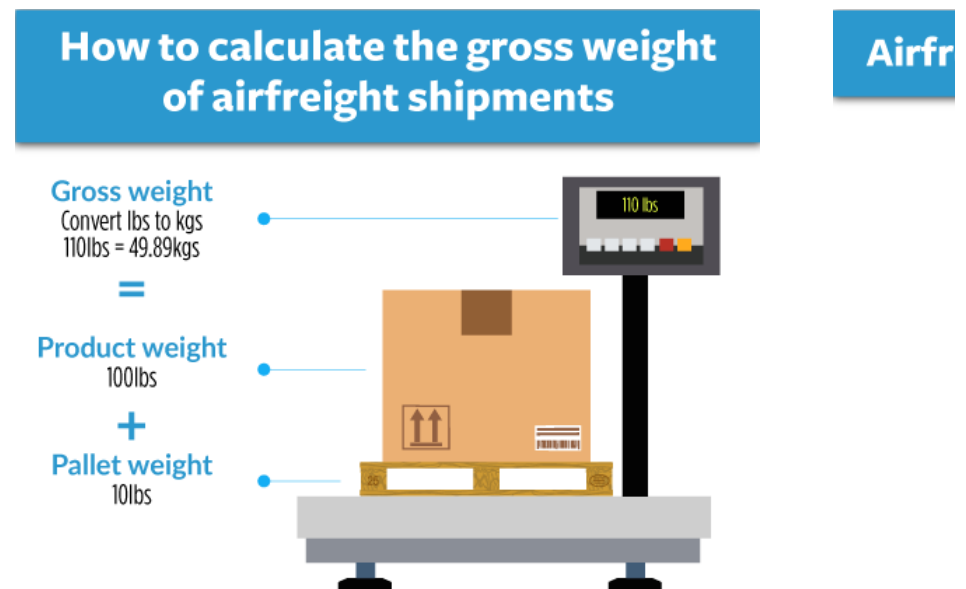 How to calculate the gross weight
of airfreight shipments
Airfr
Gross weight
Convert lbs to kgs
110lbs = 49.89kgs
110 lbs
=
Product weight
100lbs
+
Pallet weight
10lbs